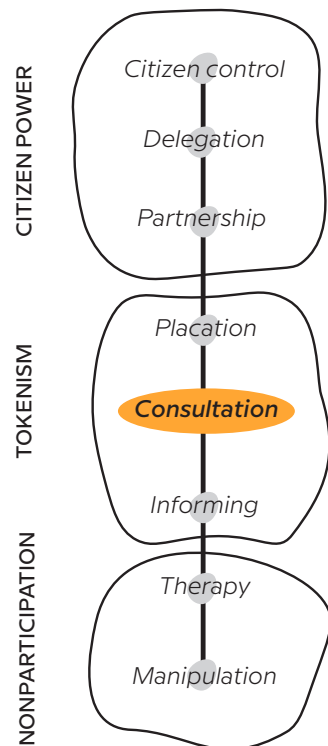 CITIZEN POWER
Citizen control
Delegation
Partnership
TOKENISM
Placation
Consultation
Informing
NONPARTICIPATION
Therapy
Manipulation